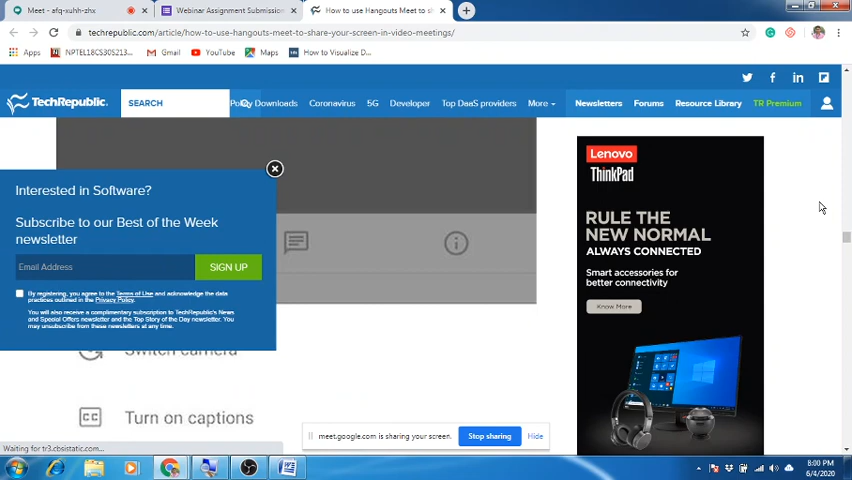 Meet - afq-xuhh-zhx
Webinar Assignment Submission
How to use Hangouts Meet to s
techrepublic.com/article/how-to-use-hangouts-meet-to-share-your-screen-in-video-meetings/
Apps
NPTEL18CS30S213...
Gmail
YouTube
Maps
How to Visualize D...
TechRepublic.
SEARCH
Policy Downloads
Coronavirus
5G
Developer
Top DaaS providers
More
Newsletters
Forums
Resource Library
TR Premium
Interested in Software?
Subscribe to our Best of the Week
newsletter
Email Address
SIGN UP
By registering, you agree to the Terms of Use and acknowledge the data
practices outlined in the Privacy Policy.
You will also receive a complimentary subscription to TechRepublic's News
and Special Offers newsletter and the Top Story of the Day newsletter. You
may unsubscribe from these newsletters at any time.
Lenovo
ThinkPad
RULE THE
NEW NORMAL
ALWAYS CONNECTED
Smart accessories for
better connectivity
Know More
Switch camera
CC
Turn on captions
meet.google.com is sharing your screen.
Stop sharing
Hide
Waiting for tr3.cbsistatic.com...
8:00 PM
6/4/2020